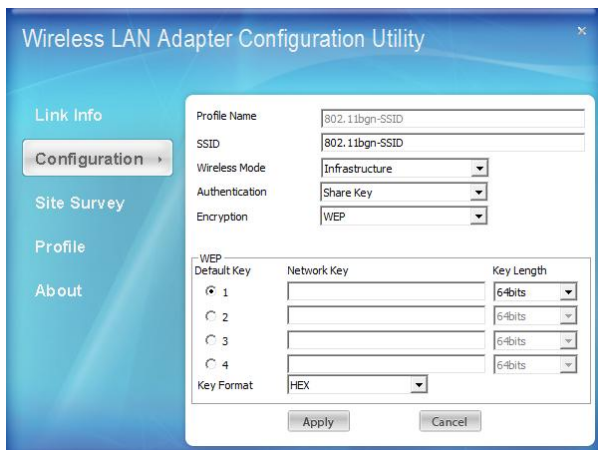 Wireless LAN Adapter Configuration Utility
×
Link Info
Configuration
Site Survey
Profile
About
Profile Name 802.11bgn-SSID
SSID 802.11bgn-SSID
Wireless Mode Infrastructure
Authentication Share Key
Encryption WEP
WEP
Default Key Network Key Key Length
1 64bits
2 64bits
3 64bits
4 64bits
Key Format HEX
Apply Cancel